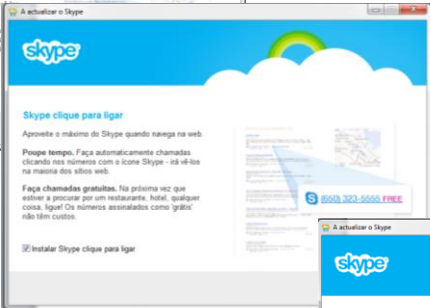 A actualizar o Skype
skype
Skype clique para ligar
Aproveite o máximo do Skype quando navega na web.
Poupe tempo. Faça automaticamente chamadas
clicando nos números com o ícone Skype - irá vê-los
na maioria dos sítios web.
Faça chamadas gratuitas. Na próxima vez que
estiver a procurar por um restaurante, hotel, qualquer
coisa, ligue! Os números assinalados como 'grátis'
não têm custos.
(650) 323-5555 FREE
Instalar Skype clique para ligar
A actualizar o Skype
skype